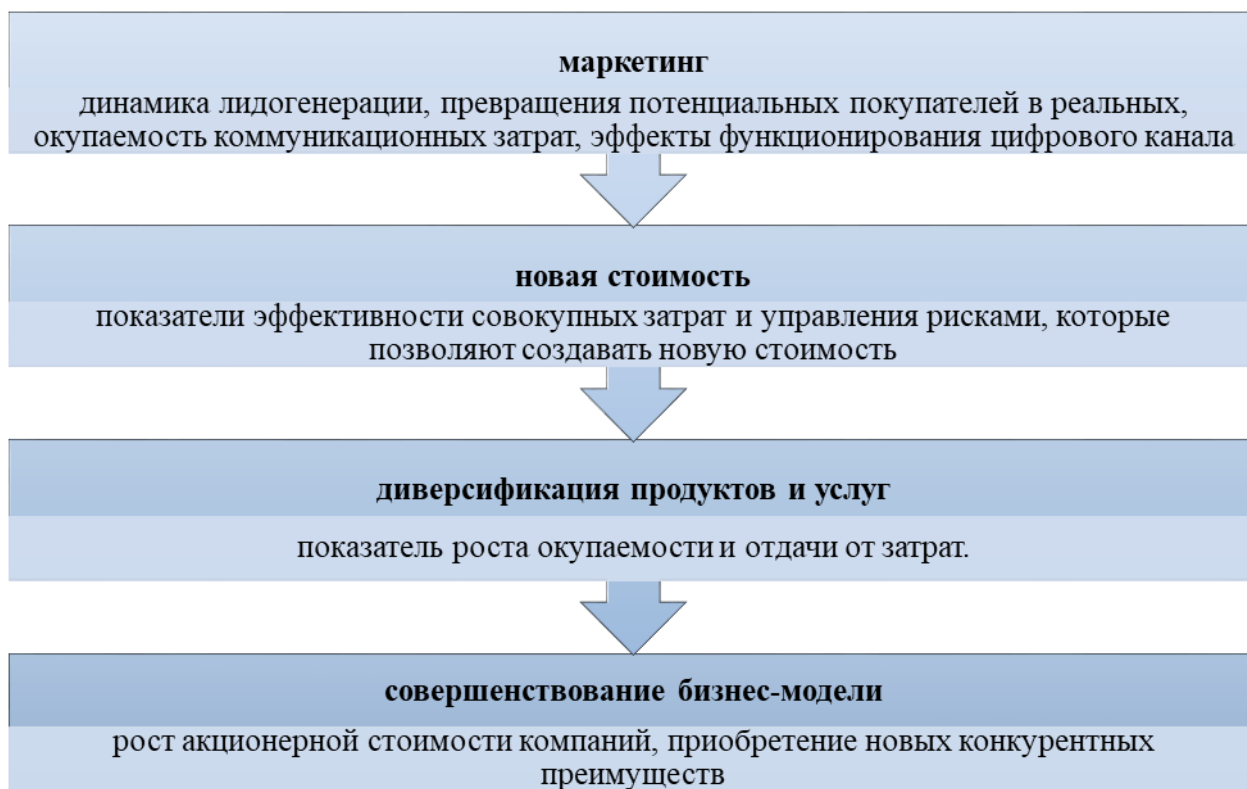 маркетинг
динамика лидогенерации, превращения потенциальных покупателей в реальных,
окупаемость коммуникационных затрат, эффекты функционирования цифрового канала
новая стоимость
показатели эффективности совокупных затрат и управления рисками, которые
позволяют создавать новую стоимость
диверсификация продуктов и услуг
показатель роста окупаемости и отдачи от затрат.
совершенствование бизнес-модели
рост акционерной стоимости компаний, приобретение новых конкурентных
преимуществ